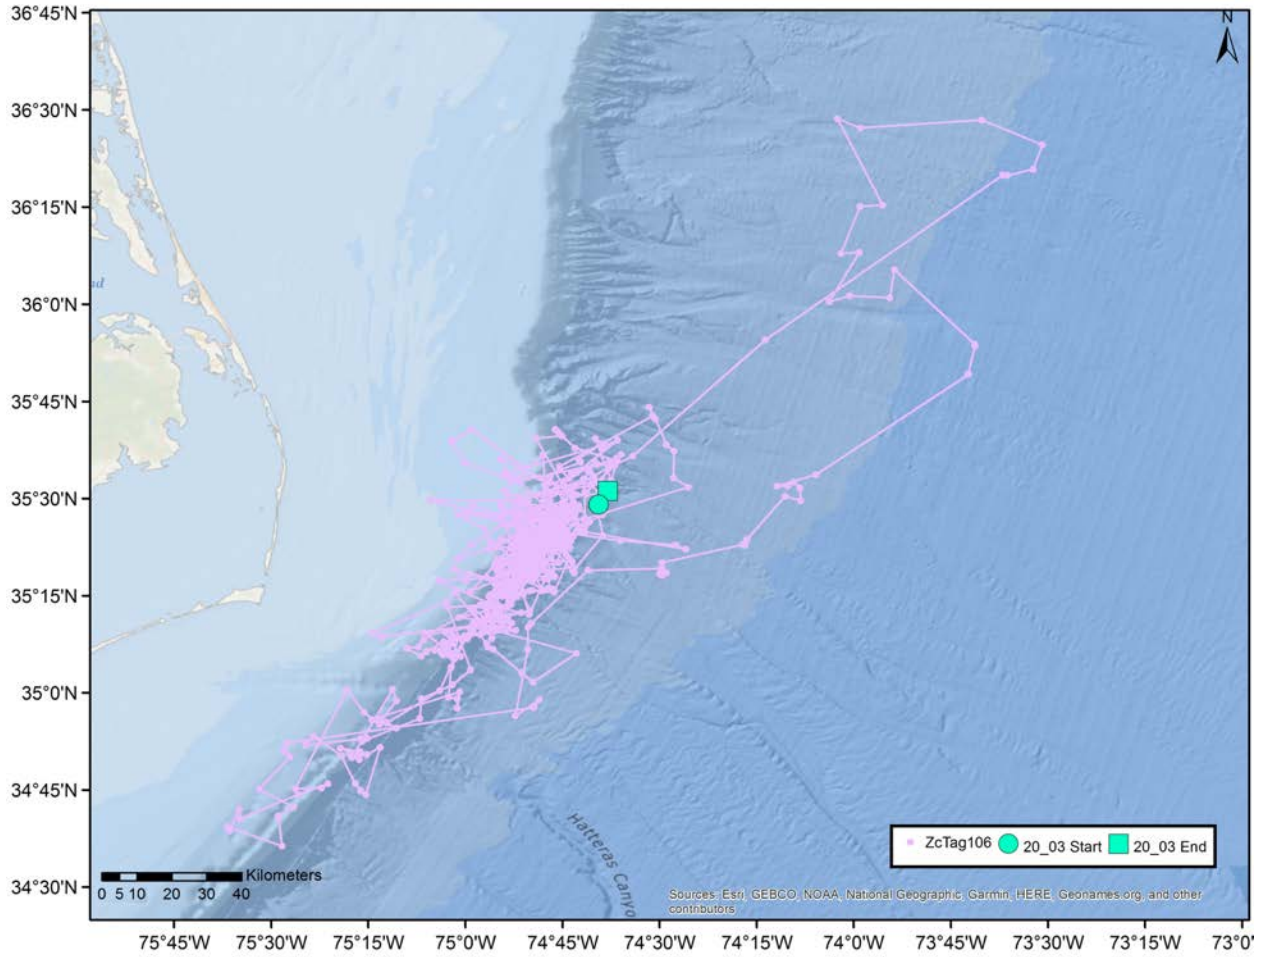 36°45'N
36°30'N
36°15'N
36°0'N
35°45'N
35°30'N
35°15'N
35°0'N
34°45'N
34°30'N
N
nd
Hatteras Canyo
ZcTag106 20_03 Start 20_03 End
Kilometers
0 5 10 20 30 40
Sources: Esri, GEBCO, NOAA, National Geographic, Garmin, HERE, Geonames.org, and other
contributors
75°45'W 75°30'W 75°15'W 75°0'W 74°45'W 74°30'W 74°15'W 74°0'W 73°45'W 73°30'W 73°15'W 73°0'